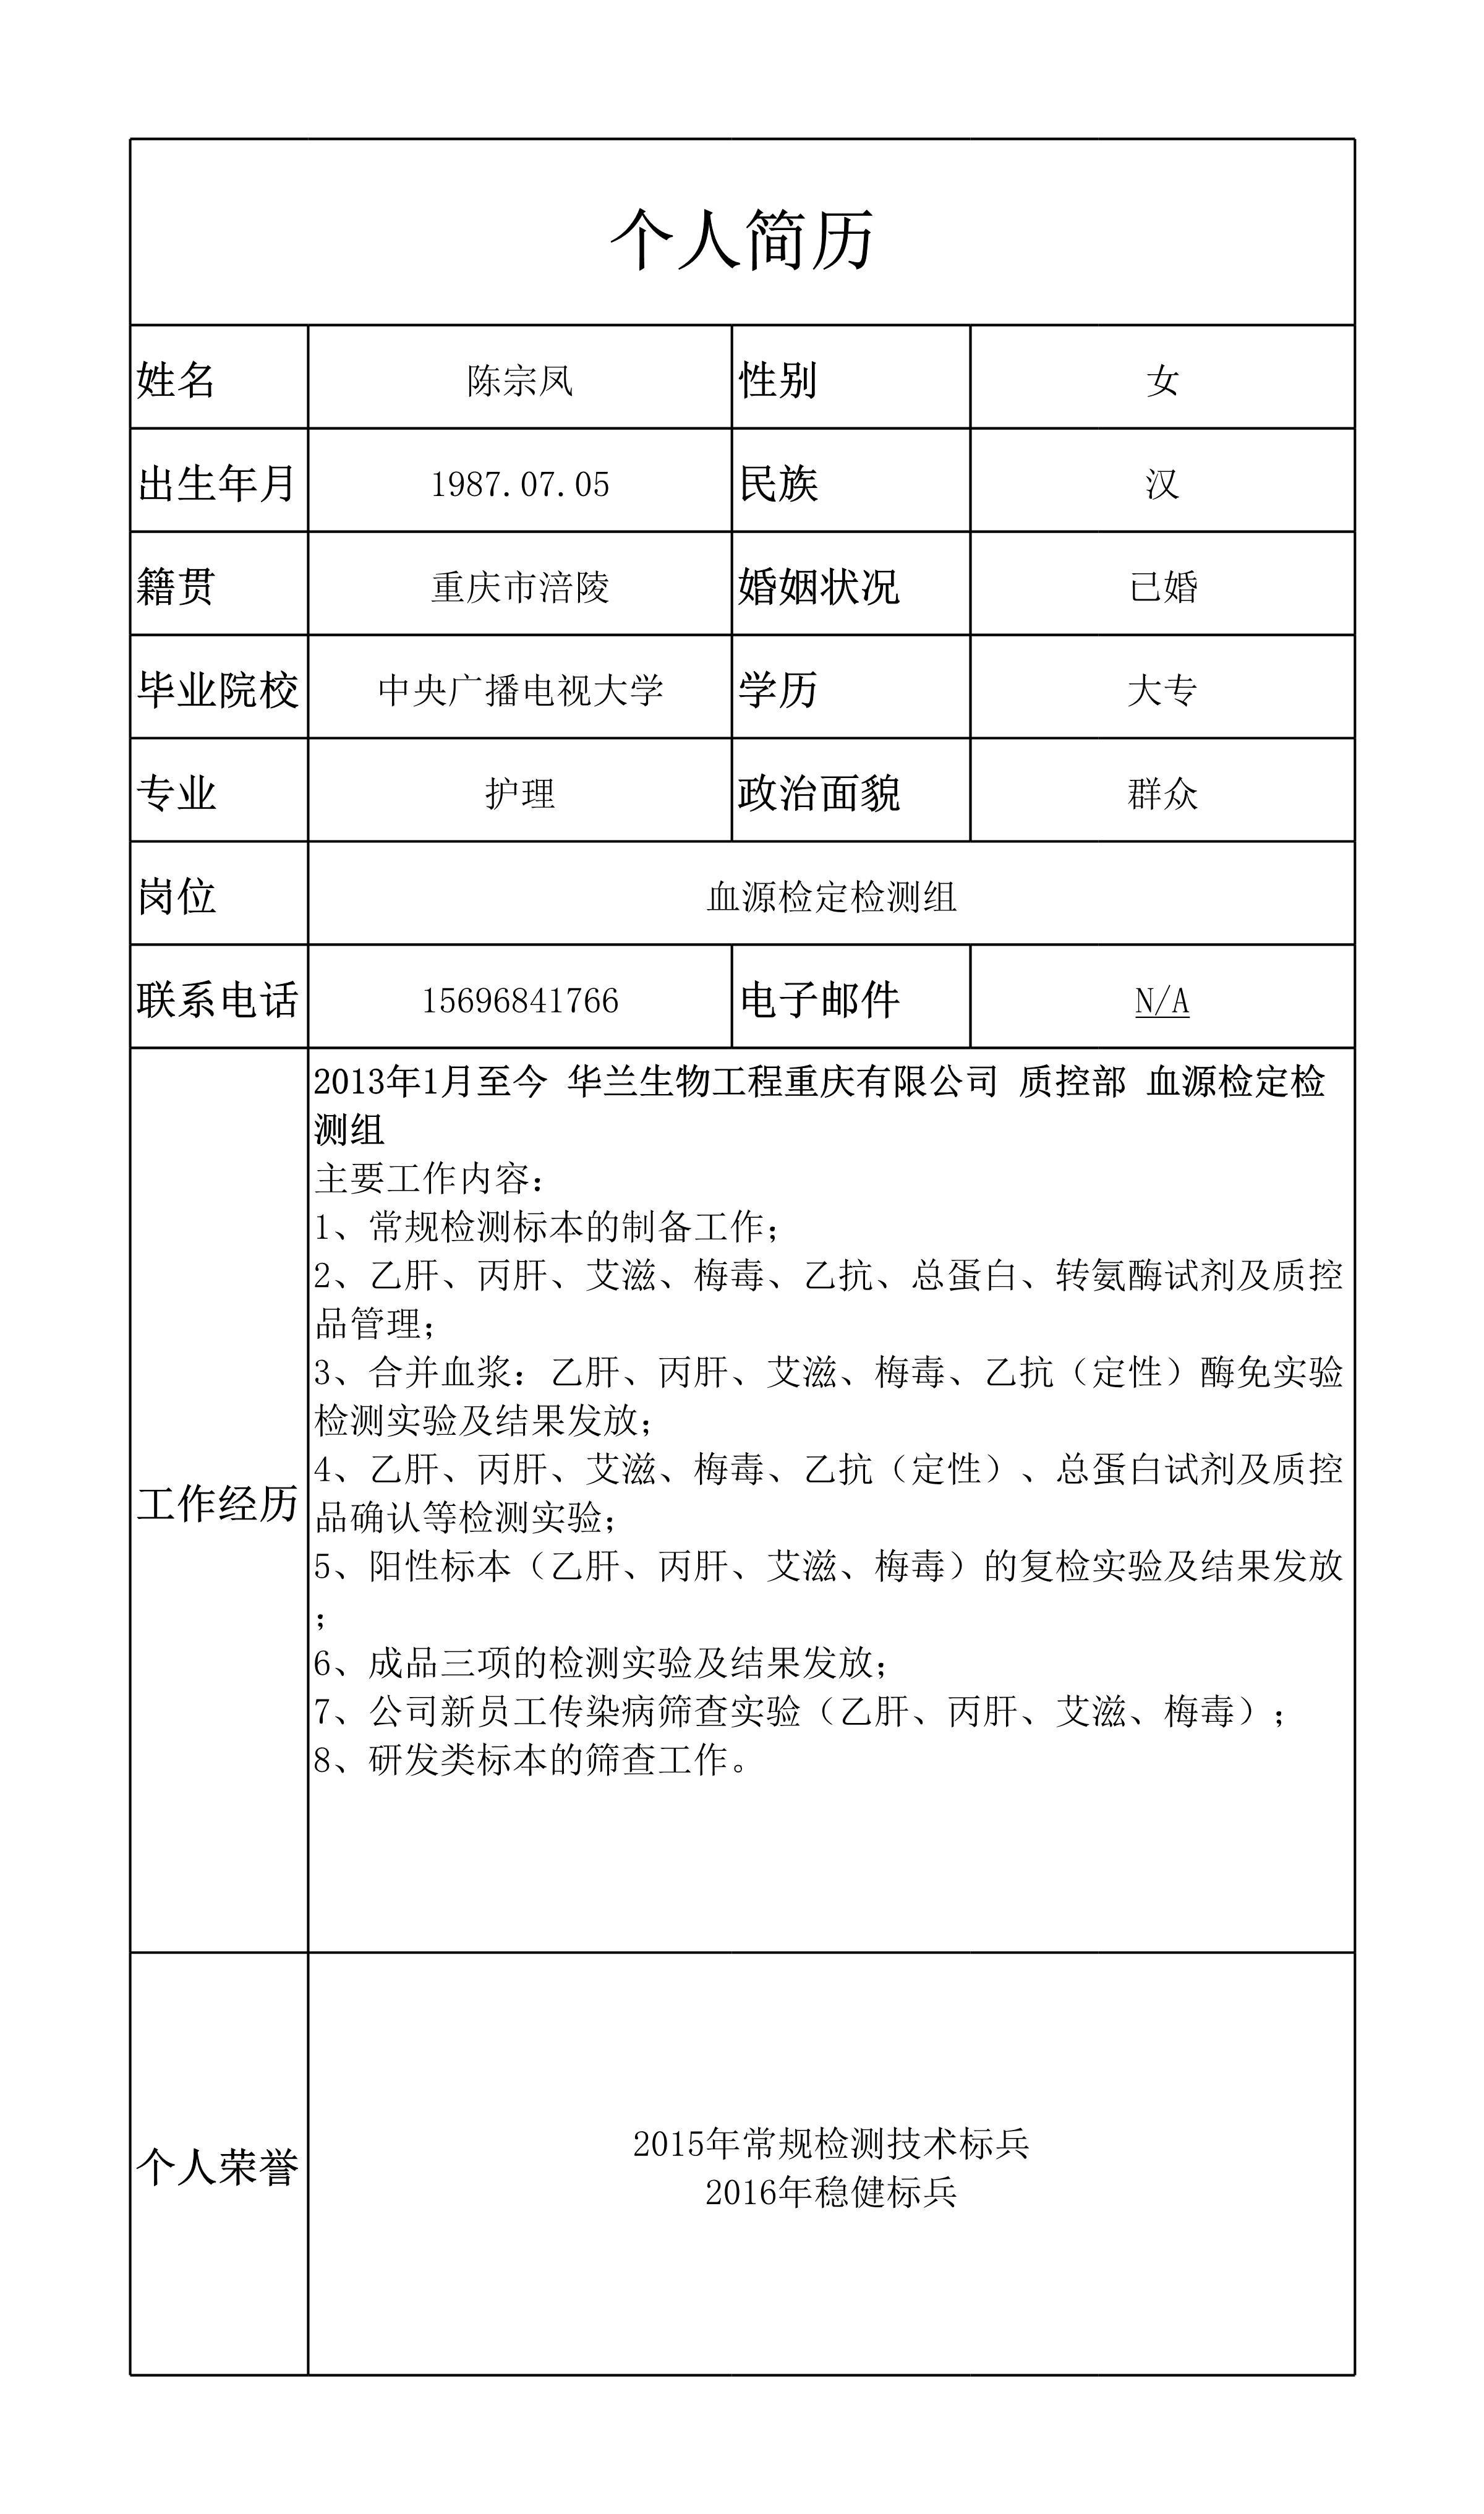 个人简历
姓名 陈宗凤 性别 女
出生年月 1987.07.05 民族 汉
籍贯 重庆市涪陵 婚姻状况 已婚
毕业院校 中央广播电视大学 学历 大专
专业 护理 政治面貌 群众
岗位 血源检定检测组
联系电话 15696841766 电子邮件 N/A
工作经历
2013年1月至今 华兰生物工程重庆有限公司 质控部 血源检定检
测组
主要工作内容：
1、常规检测标本的制备工作；
2、乙肝、丙肝、艾滋、梅毒、乙抗、总蛋白、转氨酶试剂及质控
品管理；
3、合并血浆：乙肝、丙肝、艾滋、梅毒、乙抗（定性）酶免实验
检测实验及结果发放；
4、乙肝、丙肝、艾滋、梅毒、乙抗（定性）、总蛋白试剂及质控
品确认等检测实验；
5、阳性标本（乙肝、丙肝、艾滋、梅毒）的复检实验及结果发放
；
6、成品三项的检测实验及结果发放；
7、公司新员工传染病筛查实验（乙肝、丙肝、艾滋、梅毒）；
8、研发类标本的筛查工作。
个人荣誉
2015年常规检测技术标兵
2016年稳健标兵